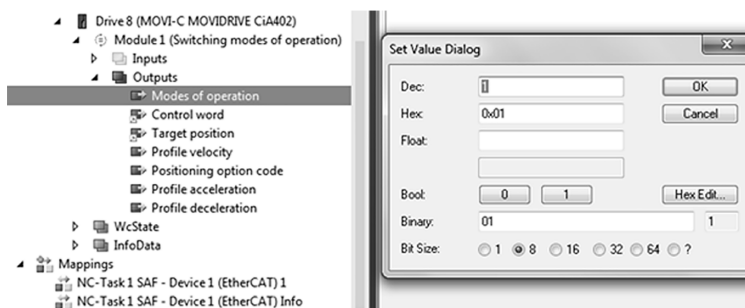 Drive 8 (MOVI-C MOVIDRIVE CiA402)
Module 1 (Switching modes of operation)
Inputs
Outputs
Modes of operation
Control word
Target position
Profile velocity
Positioning option code
Profile acceleration
Profile deceleration
WcState
InfoData
Mappings
NC-Task 1 SAF - Device 1 (EtherCAT) 1
NC-Task 1 SAF - Device 1 (EtherCAT) Info
Set Value Dialog
Dec: 1 OK
Hex: 0x01 Cancel
Float:
Bool: 0 1 Hex Edit...
Binary: 01 1
Bit Size: 1 8 16 32 64 ?